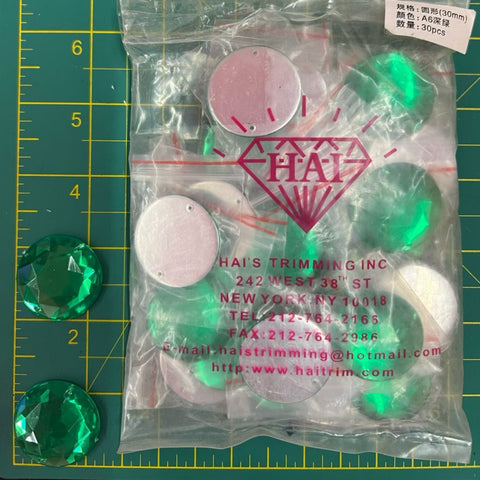 规格: 圆形(30mm)
颜色: A6深绿
数量: 30pcs
6
5
4
3
2
1
HAI
HAI'S TRIMMING INC
242 WEST 38TH ST
NEW YORK NY 10018
TEL:212-764-2166
FAX:212-764-2986
E-mail:haistrimming@hotmail.com
http:www.haitrim.com